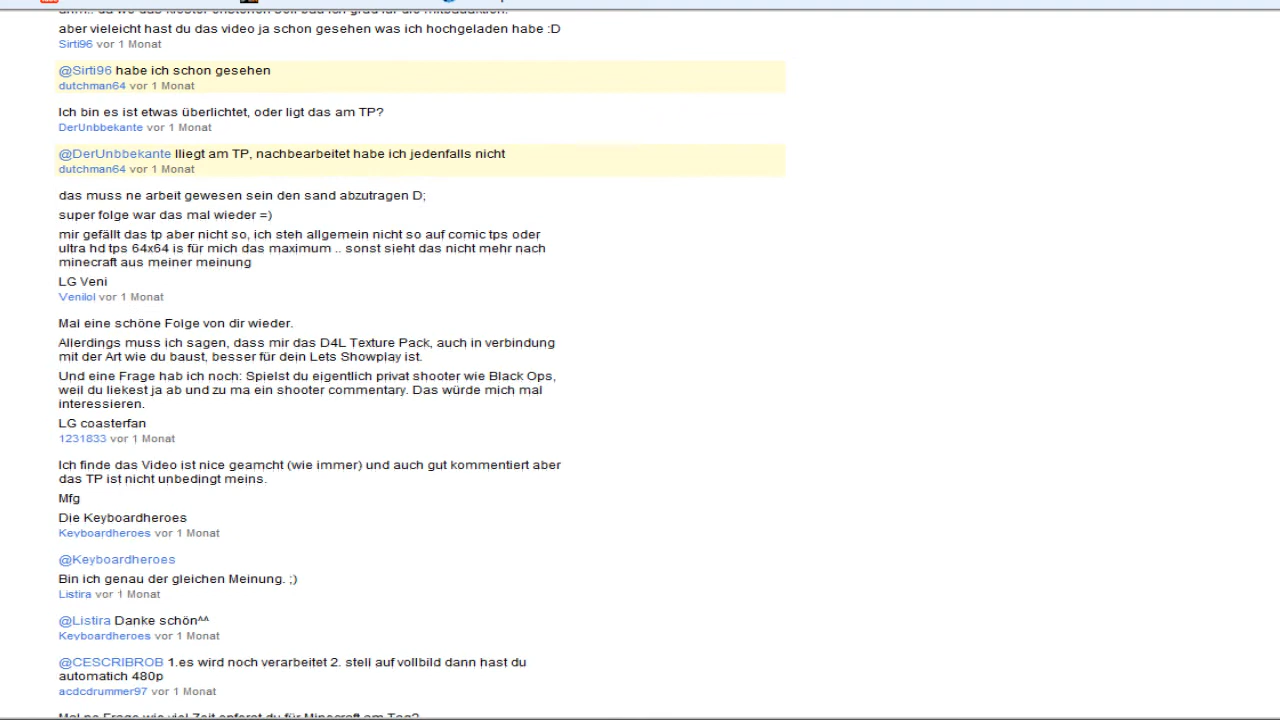 aber vieleicht hast du das video ja schon gesehen was ich hochgeladen habe :D
Sirti96 vor 1 Monat
@Sirti96 habe ich schon gesehen
dutchman64 vor 1 Monat
Ich bin es ist etwas überlichtet, oder ligt das am TP?
DerUnbbekante vor 1 Monat
@DerUnbbekante lliegt am TP, nachbearbeitet habe ich jedenfalls nicht
dutchman64 vor 1 Monat
das muss ne arbeit gewesen sein den sand abzutragen D;
super folge war das mal wieder =)
mir gefällt das tp aber nicht so, ich steh allgemein nicht so auf comic tps oder
ultra hd tps 64x64 is für mich das maximum .. sonst sieht das nicht mehr nach
minecraft aus meiner meinung
LG Veni
Venilol vor 1 Monat
Mal eine schöne Folge von dir wieder.
Allerdings muss ich sagen, dass mir das D4L Texture Pack, auch in verbindung
mit der Art wie du baust, besser für dein Lets Showplay ist.
Und eine Frage hab ich noch: Spielst du eigentlich privat shooter wie Black Ops,
weil du liekest ja ab und zu ma ein shooter commentary. Das würde mich mal
interessieren.
LG coasterfan
1231833 vor 1 Monat
Ich finde das Video ist nice geamcht (wie immer) und auch gut kommentiert aber
das TP ist nicht unbedingt meins.
Mfg
Die Keyboardheroes
Keyboardheroes vor 1 Monat
@Keyboardheroes
Bin ich genau der gleichen Meinung. ;)
Listira vor 1 Monat
@Listira Danke schön^^
Keyboardheroes vor 1 Monat
@CESCRIBROB 1.es wird noch verarbeitet 2. stell auf vollbild dann hast du
automatich 480p
acdcdrummer97 vor 1 Monat
Mal ne Frage wie viel Zeit opferst du für Minecraft am Tag?